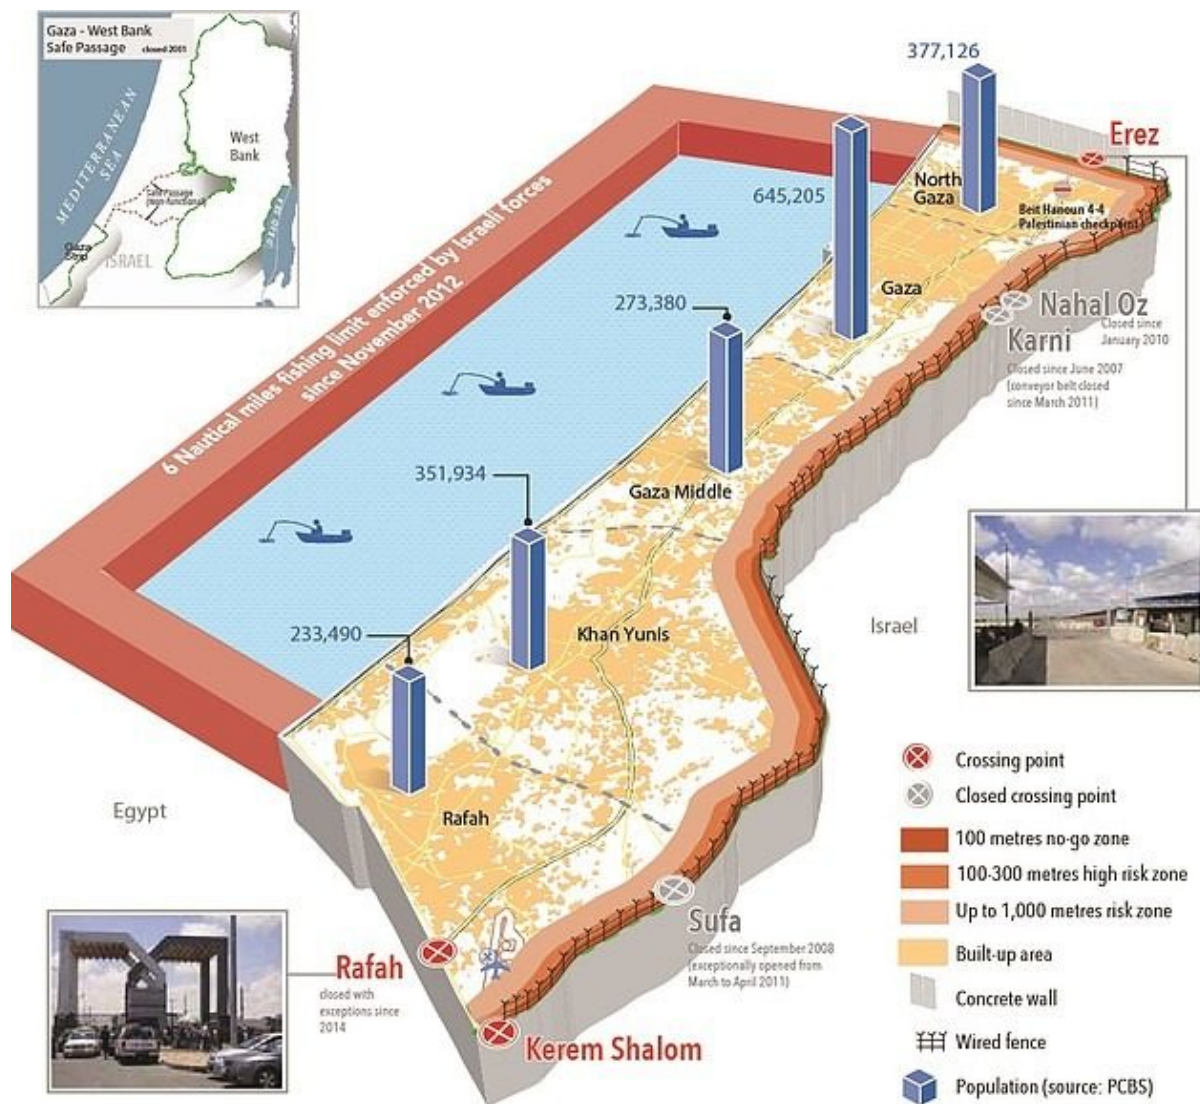 Gaza - West Bank
Safe Passage closed 2001
MEDITERRANEAN
SEA
West
Bank
Safe Passage
(non-functional)
DEAD SEA
Gaza
Strip
ISRAEL
377,126
Erez
North
Gaza
645,205
Beit Hanoun 4-4
Palestinian checkpoint
6 Nautical miles fishing limit enforced by Israeli forces
since November 2012
Gaza
273,380
Nahal Oz
Closed since
January 2010
Karni
Closed since June 2007
(conveyor belt closed
since March 2011)
351,934
Gaza Middle
Israel
233,490
Khan Yunis
Egypt
Rafah
Crossing point
Closed crossing point
100 metres no-go zone
100-300 metres high risk zone
Up to 1,000 metres risk zone
Built-up area
Concrete wall
Wired fence
Population (source: PCBS)
Sufa
Closed since September 2008
(exceptionally opened from
March to April 2011)
Rafah
closed with
exceptions since
2014
Kerem Shalom